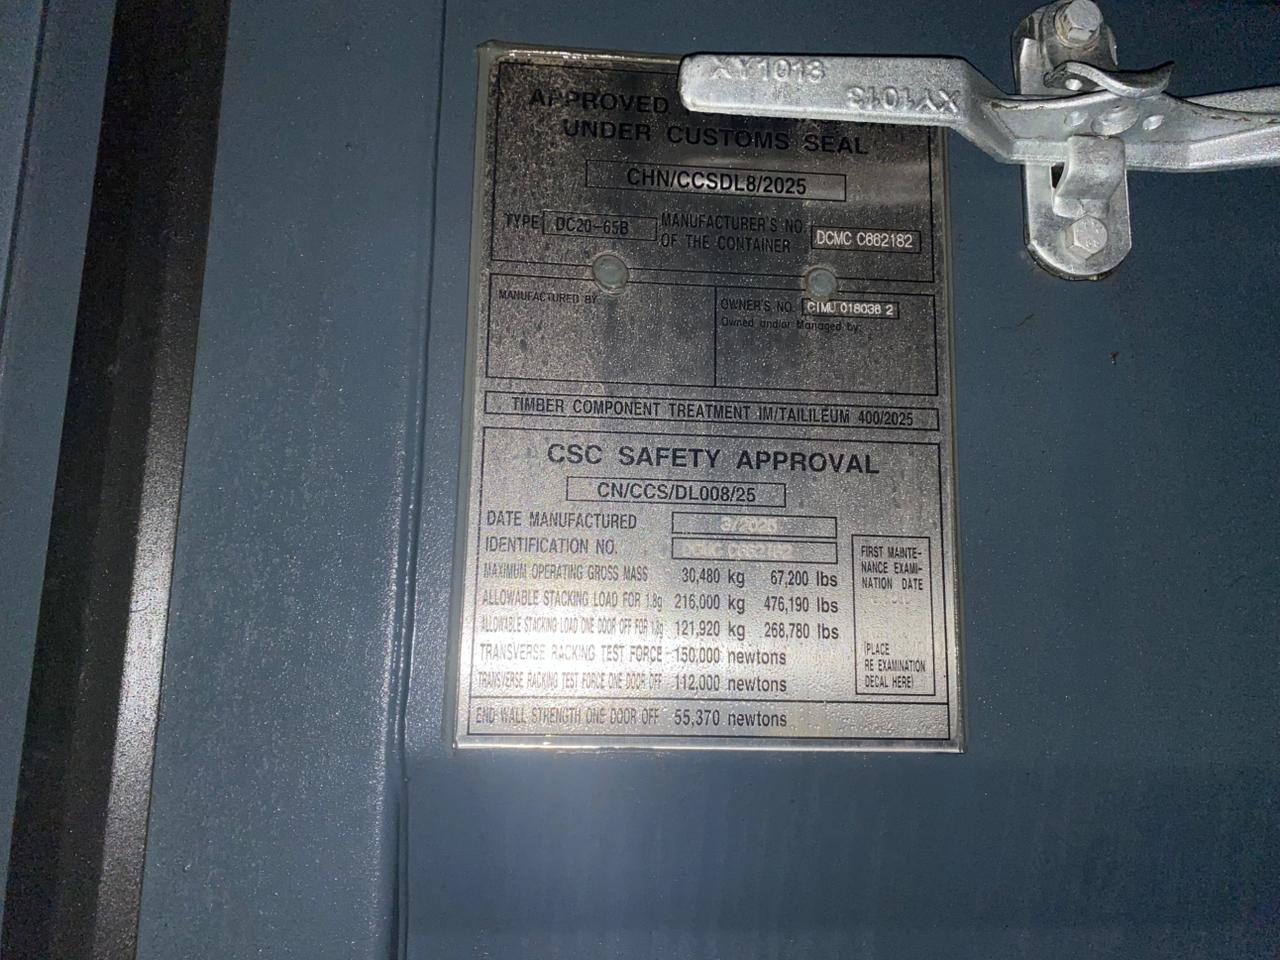 XY1013
XY1013
APPROVED
UNDER CUSTOMS SEAL
CHN/CCSDL8/2025
TYPE DC20-65B MANUFACTURER'S NO. OF THE CONTAINER DCMC C662182
MANUFACTURED BY
OWNER'S NO. 018036 2
Owned and/or Managed by:
TIMBER COMPONENT TREATMENT IM/TAILILEUM 400/2025
CSC SAFETY APPROVAL
CN/CCS/DL008/25
DATE MANUFACTURED 3/2025
IDENTIFICATION NO. DCMC C662182
MAXIMUM OPERATING GROSS MASS 30,480 kg 67,200 lbs
ALLOWABLE STACKING LOAD FOR 1.8g 216,000 kg 476,190 lbs
ALLOWABLE STACKING LOAD ONE DOOR OFF FOR 1.8g 121,920 kg 268,780 lbs
TRANSVERSE RACKING TEST FORCE 150,000 newtons
TRANSVERSE RACKING TEST FORCE ONE DOOR OFF 112,000 newtons
END WALL STRENGTH ONE DOOR OFF 55,370 newtons
FIRST MAINTE-
NANCE EXAMI-
NATION DATE
(PLACE
RE EXAMINATION
DECAL HERE)